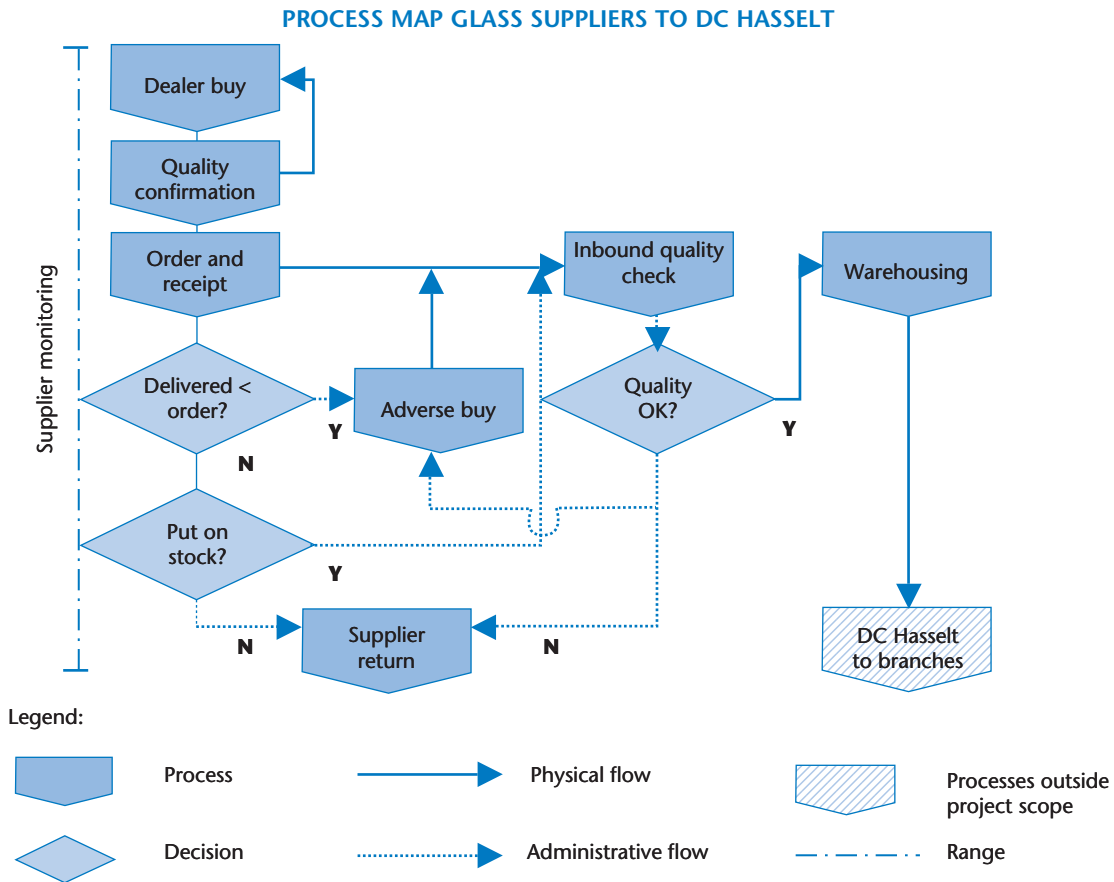 PROCESS MAP GLASS SUPPLIERS TO DC HASSELT
Supplier monitoring
Dealer buy
Quality
confirmation
Order and
receipt
Inbound quality
check
Warehousing
Delivered <
order?
Y
N
Adverse buy
Quality
OK?
Y
Put on
stock?
Y
N
Supplier
return
N
DC Hasselt
to branches
Legend:
Process
Physical flow
Processes outside
project scope
Decision
Administrative flow
Range